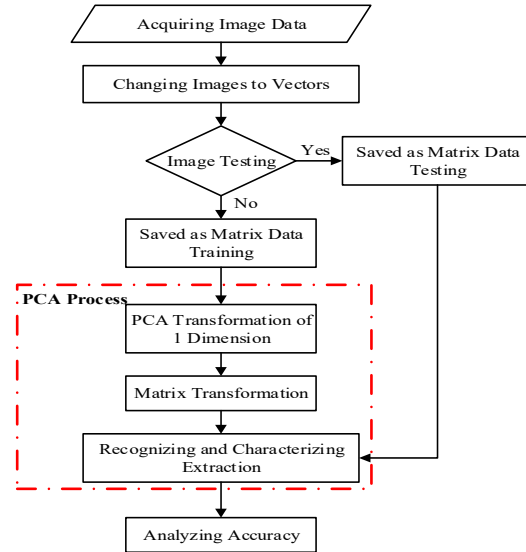 Acquiring Image Data
Changing Images to Vectors
Image Testing
Yes
Saved as Matrix Data
Testing
No
Saved as Matrix Data
Training
PCA Process
PCA Transformation of
1 Dimension
Matrix Transformation
Recognizing and Characterizing
Extraction
Analyzing Accuracy